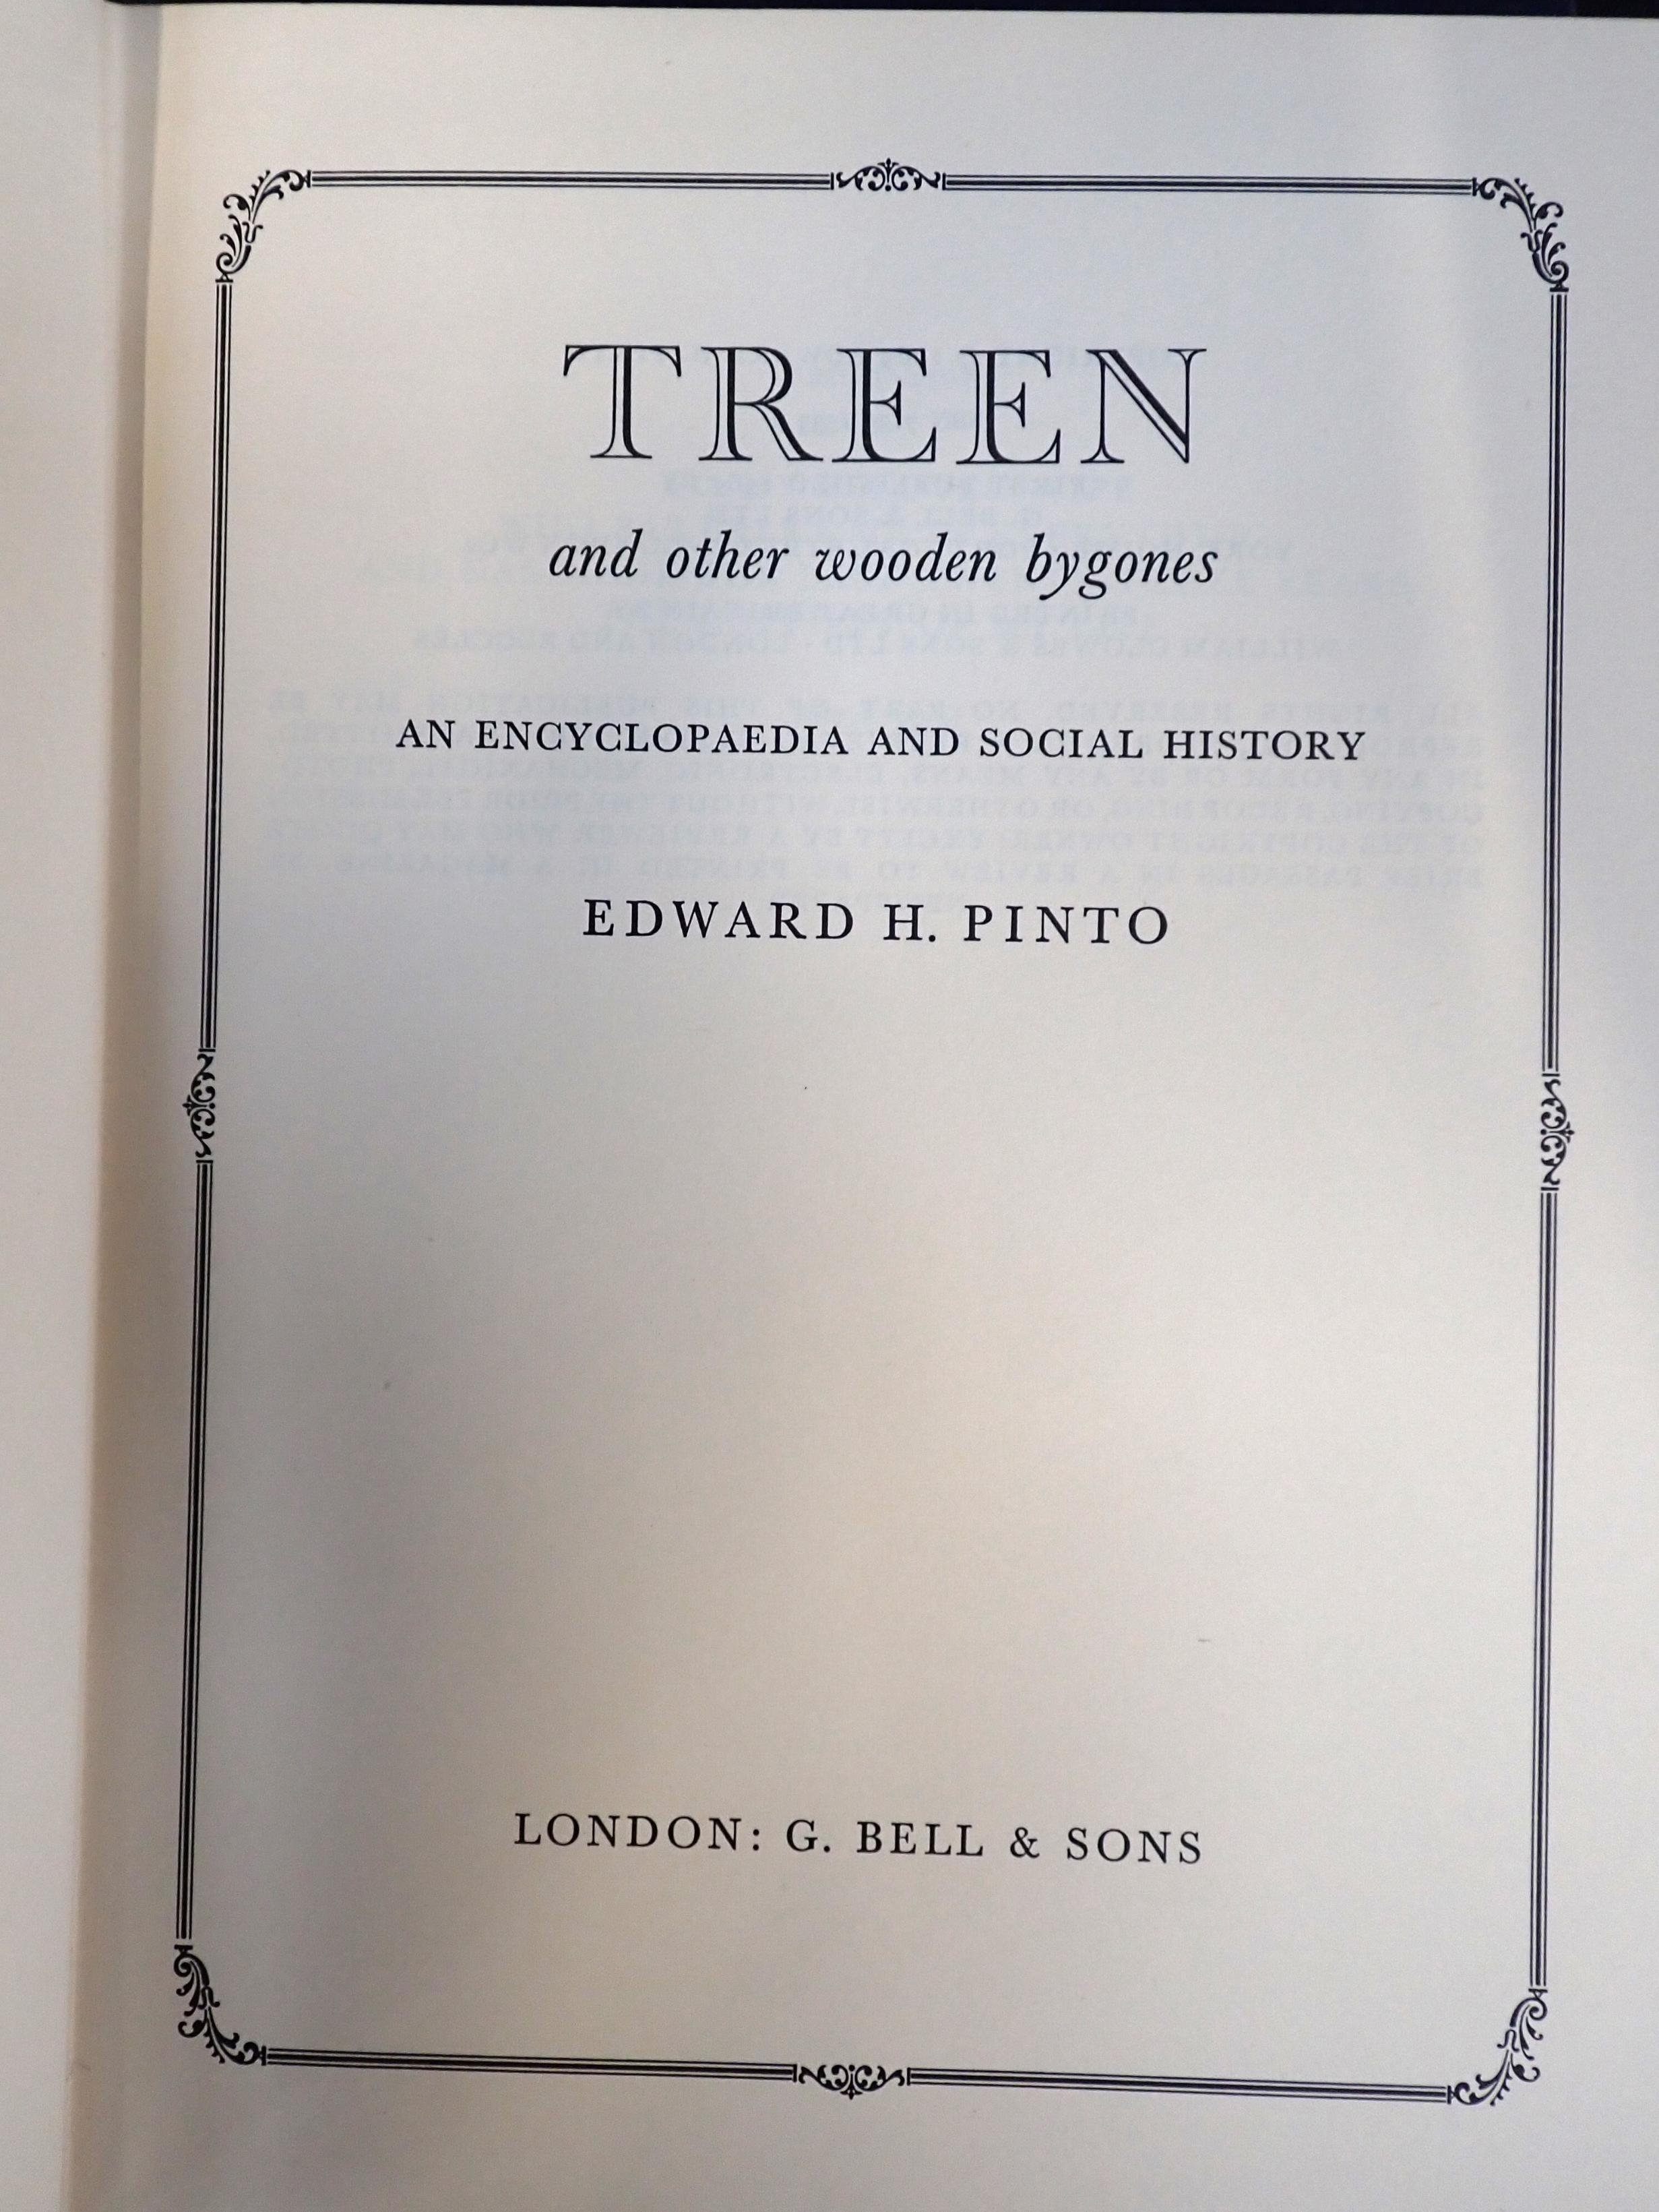 TREEN
and other wooden bygones
AN ENCYCLOPAEDIA AND SOCIAL HISTORY
EDWARD H. PINTO
LONDON: G. BELL & SONS